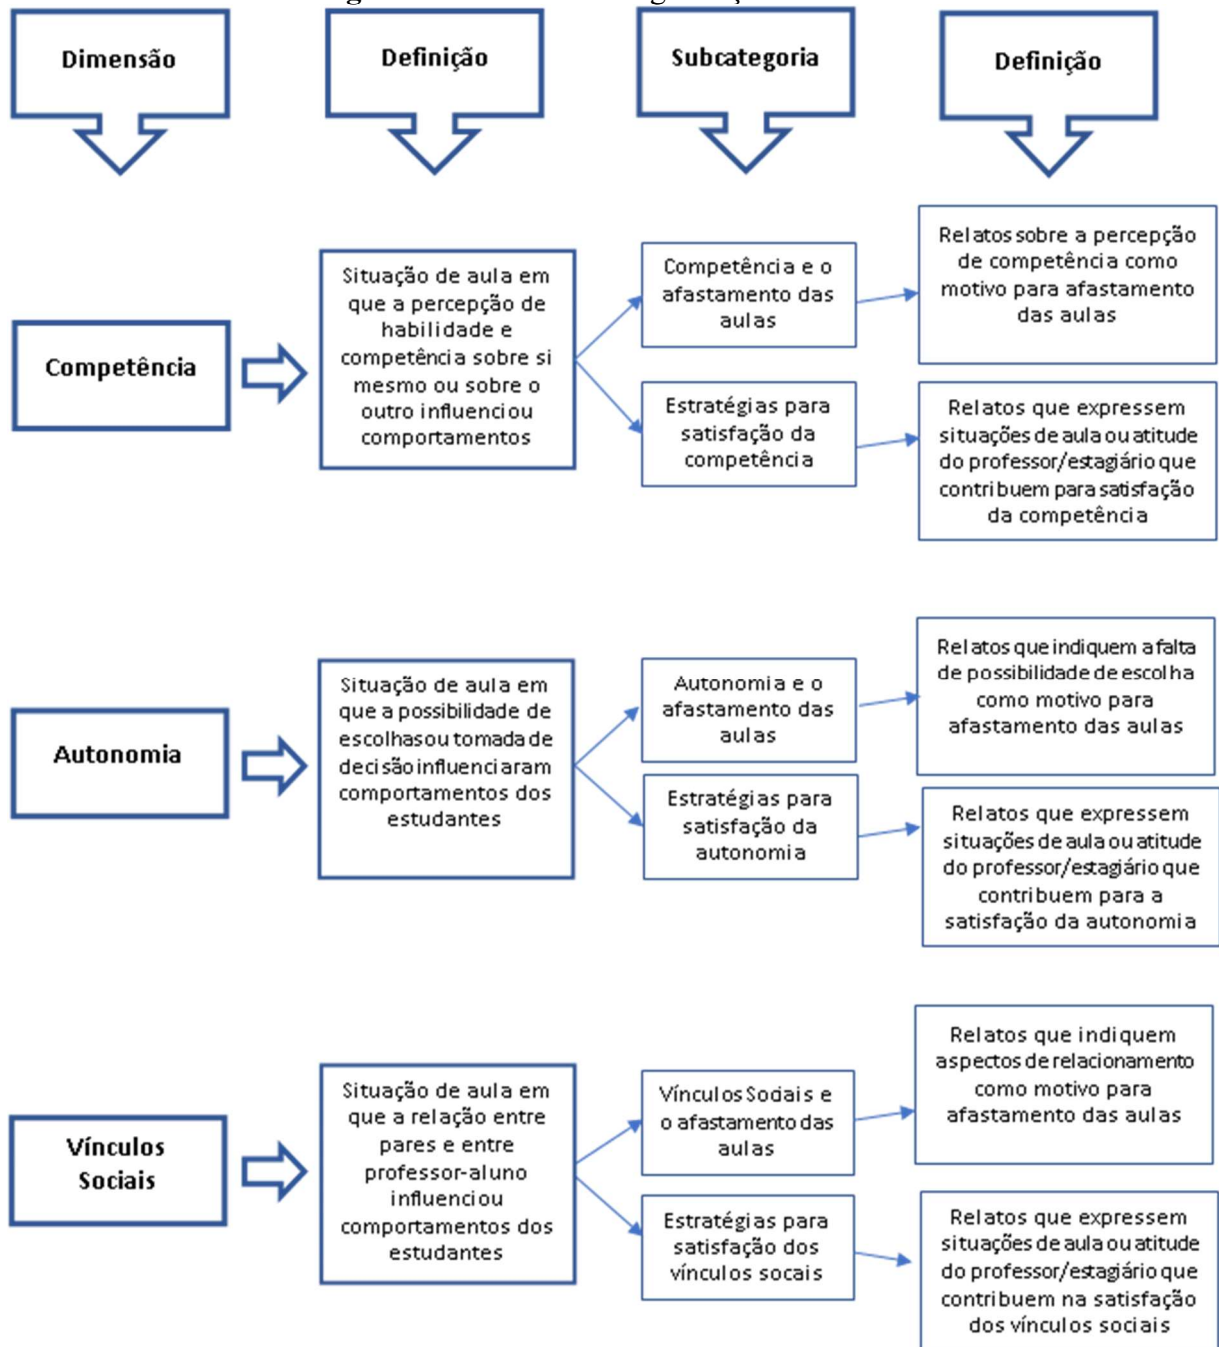 Dimensão
Definição
Subcategoria
Definição
Competência
Situação de aula em
que a percepção de
habilidade e
competência sobre si
mesmo ou sobre o
outro influenciou
comportamentos
Competência e o
afastamento das
aulas
Relatos sobre a percepção
de competência como
motivo para afastamento
das aulas
Estratégias para
satisfação da
competência
Relatos que expressem
situações de aula ou atitude
do professor/estagiário que
contribuem para satisfação
da competência
Autonomia
Situação de aula em
que a possibilidade de
escolhas ou tomada de
decisão influenciaram
comportamentos dos
estudantes
Autonomia e o
afastamento das
aulas
Relatos que indiquem a falta
de possibilidade de escolha
como motivo para
afastamento das aulas
Estratégias para
satisfação da
autonomia
Relatos que expressem
situações de aula ou atitude
do professor/estagiário que
contribuem para a
satisfação da autonomia
Vínculos
Sociais
Situação de aula em
que a relação entre
pares e entre
professor-aluno
influenciou
comportamentos dos
estudantes
Vínculos Sociais e
o afastamento das
aulas
Relatos que indiquem
aspectos de relacionamento
como motivo para
afastamento das aulas
Estratégias para
satisfação dos
vínculos socais
Relatos que expressem
situações de aula ou atitude
do professor/estagiário que
contribuem na satisfação
dos vínculos sociais